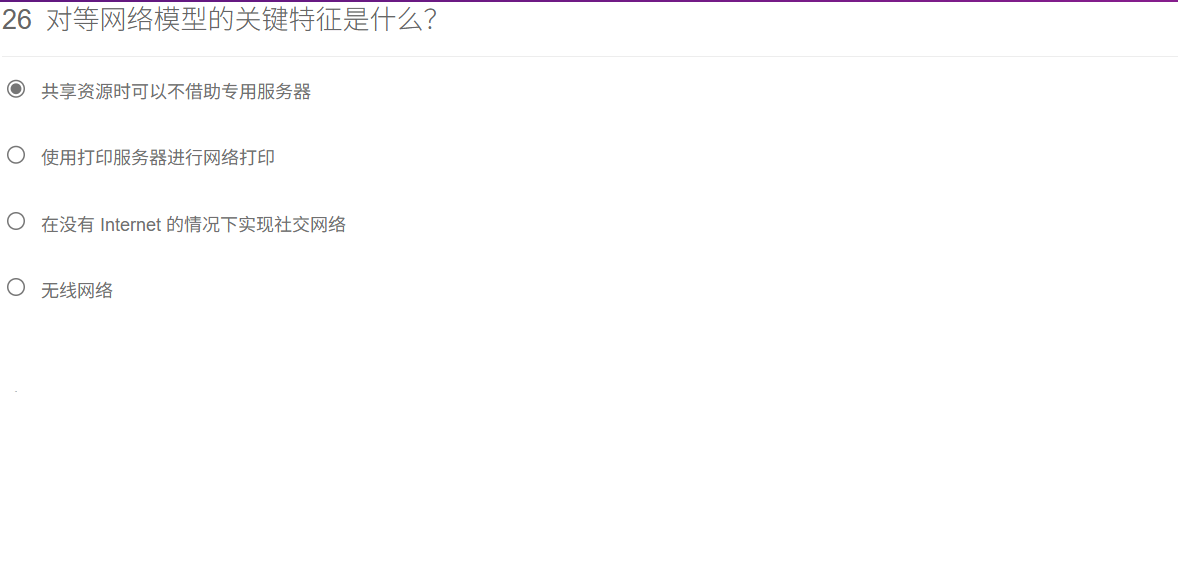 26 对等网络模型的关键特征是什么？
共享资源时可以不借助专用服务器
使用打印服务器进行网络打印
在没有 Internet 的情况下实现社交网络
无线网络